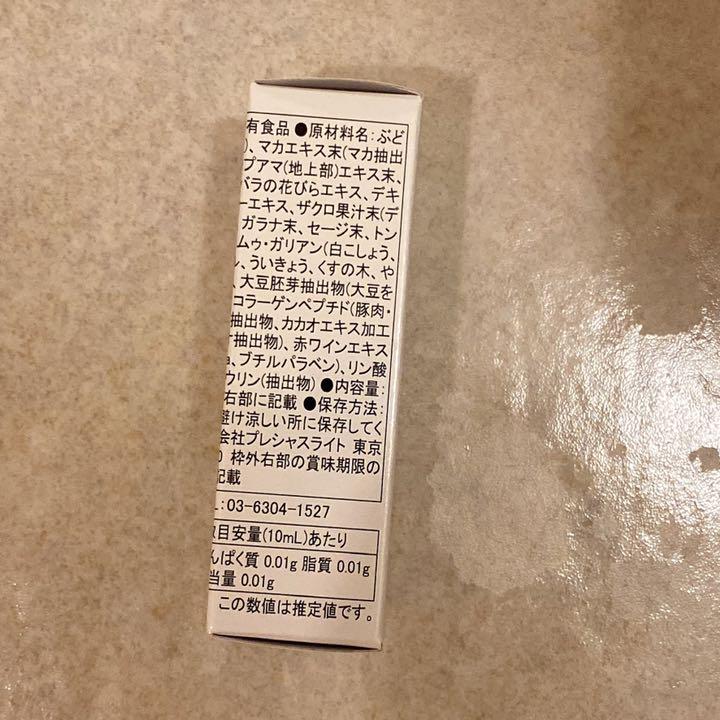 有食品 ●原材料名:ぶど
)、マカエキス末(マカ抽出
プアマ(地上部)エキス末、
バラの花びらエキス、デキ
ーエキス、ザクロ果汁末(デ
ガラナ末、セージ末、トン
ムゥ・ガリアン(白こしょう、
ン、ういきょう、くすの木、や
、大豆胚芽抽出物(大豆を
コラーゲンペプチド(豚肉・
抽出物、カカオエキス加工
抽出物)、赤ワインエキス
a、ブチルパラベン)、リン酸
ウリン(抽出物) ●内容量:
右部に記載 ●保存方法:
避け涼しい所に保存してく
会社プレシャスライト 東京
0 枠外右部の賞味期限の
記載
L:03-6304-1527
取目安量(10mL)あたり
んぱく質 0.01g 脂質 0.01g
当量 0.01g
この数値は推定値です。